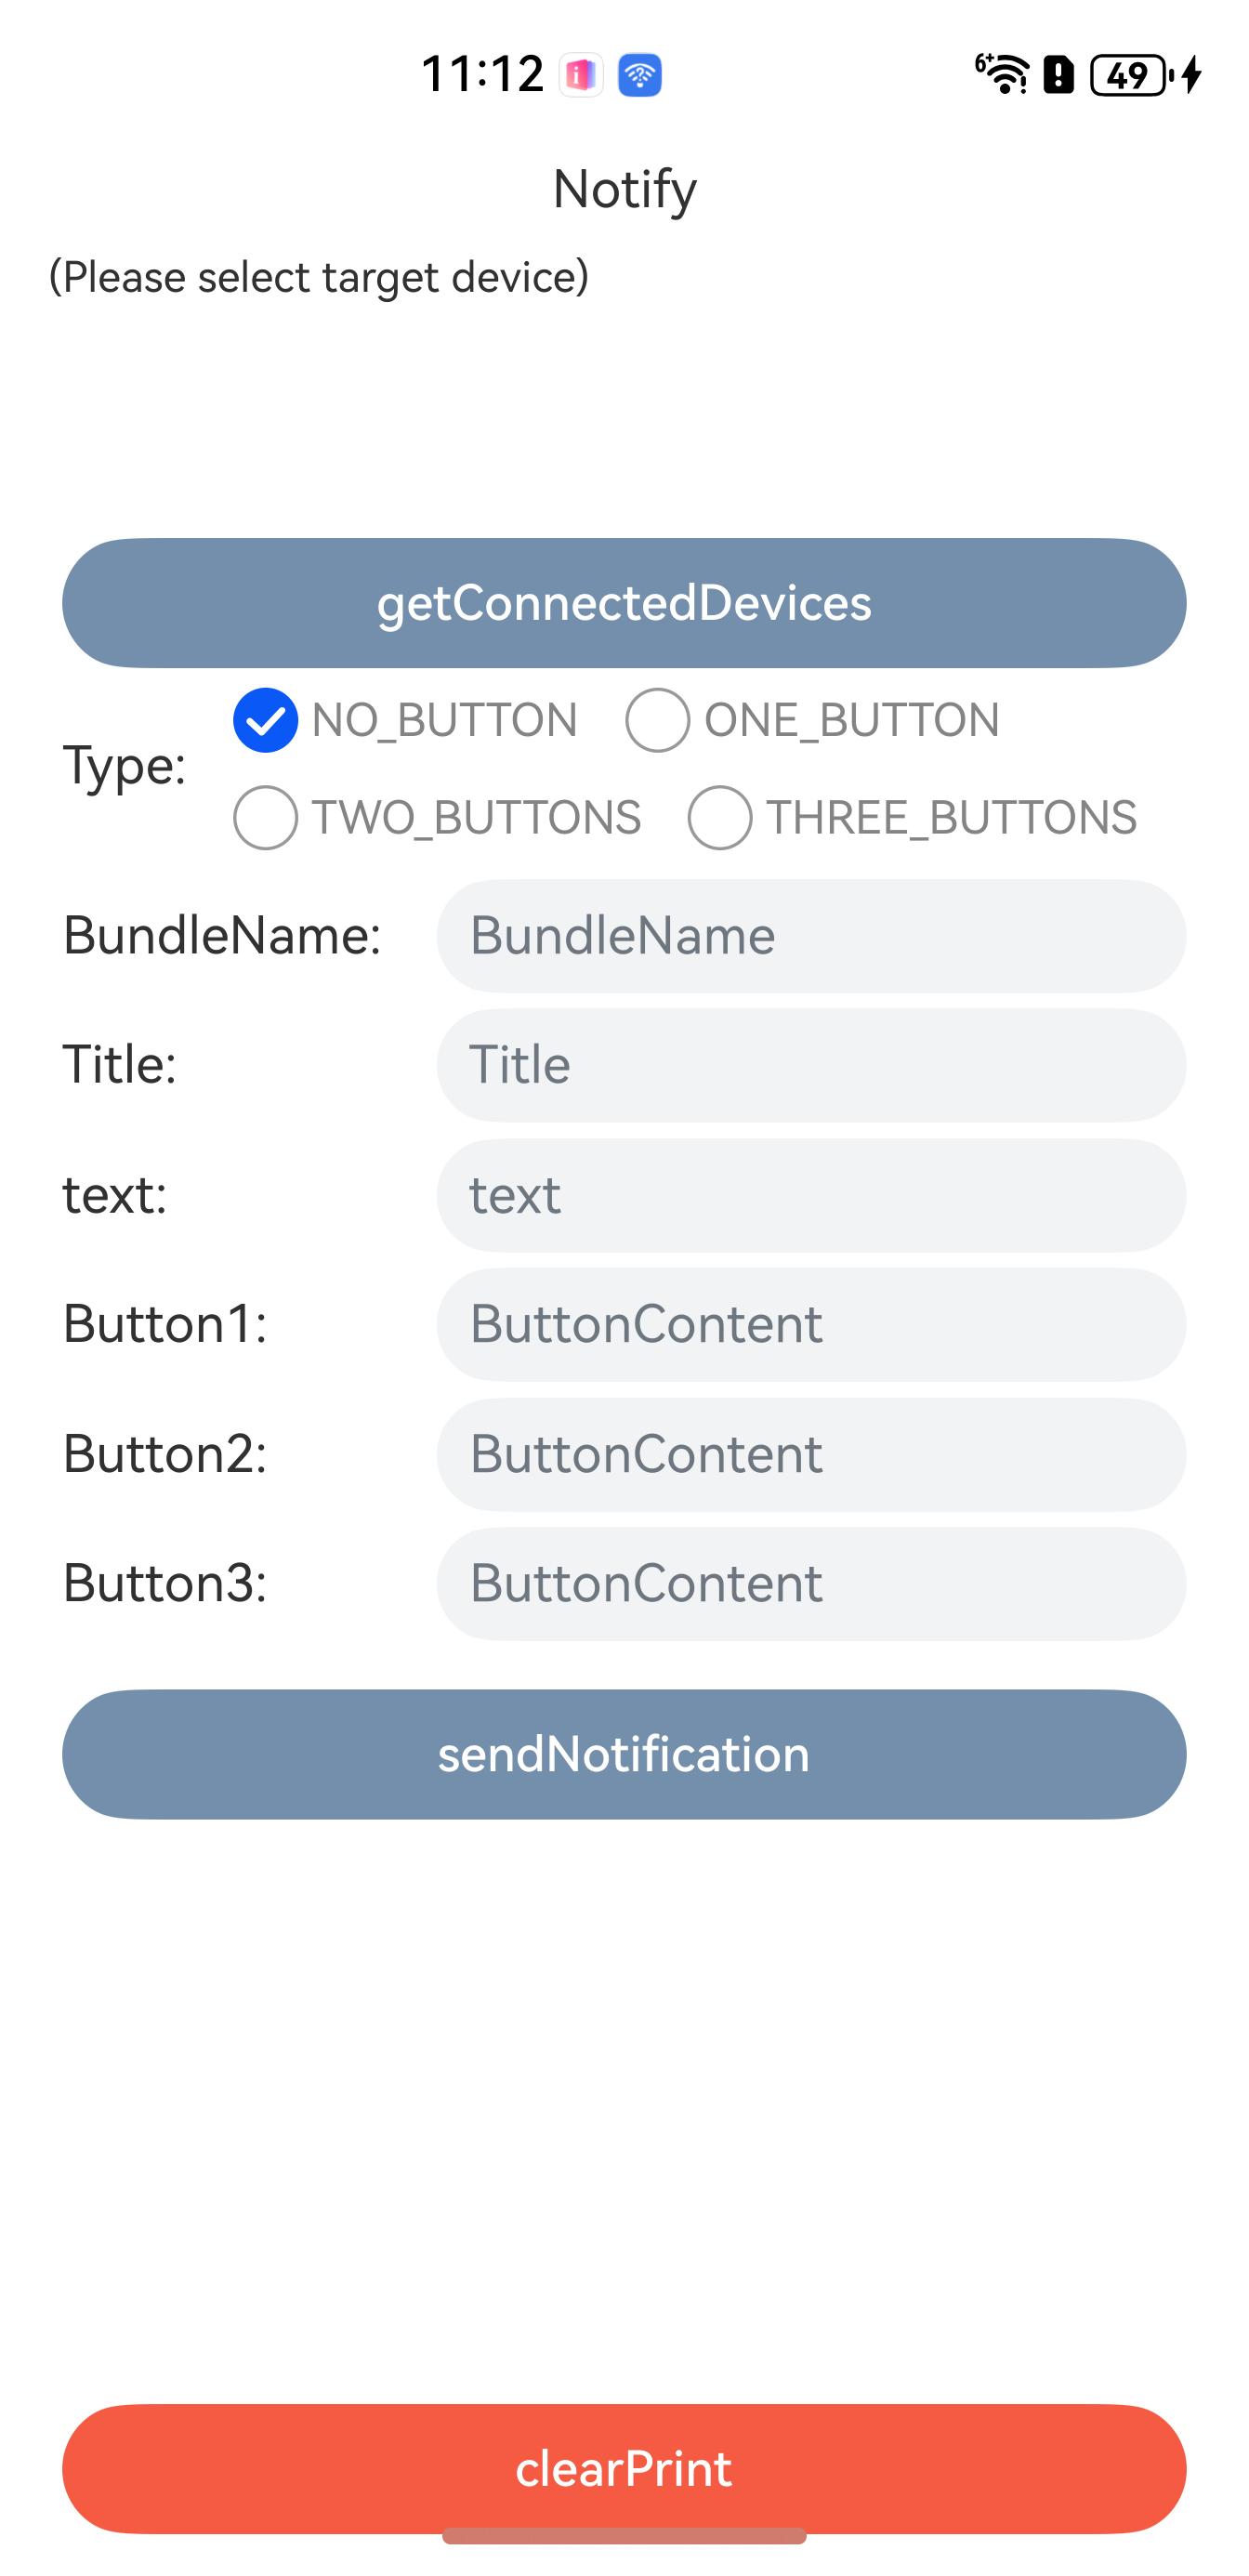 11:12
6+
49
Notify
(Please select target device)
getConnectedDevices
Type:
NO_BUTTON ONE_BUTTON
TWO_BUTTONS THREE_BUTTONS
BundleName: BundleName
Title: Title
text: text
Button1: ButtonContent
Button2: ButtonContent
Button3: ButtonContent
sendNotification
clearPrint